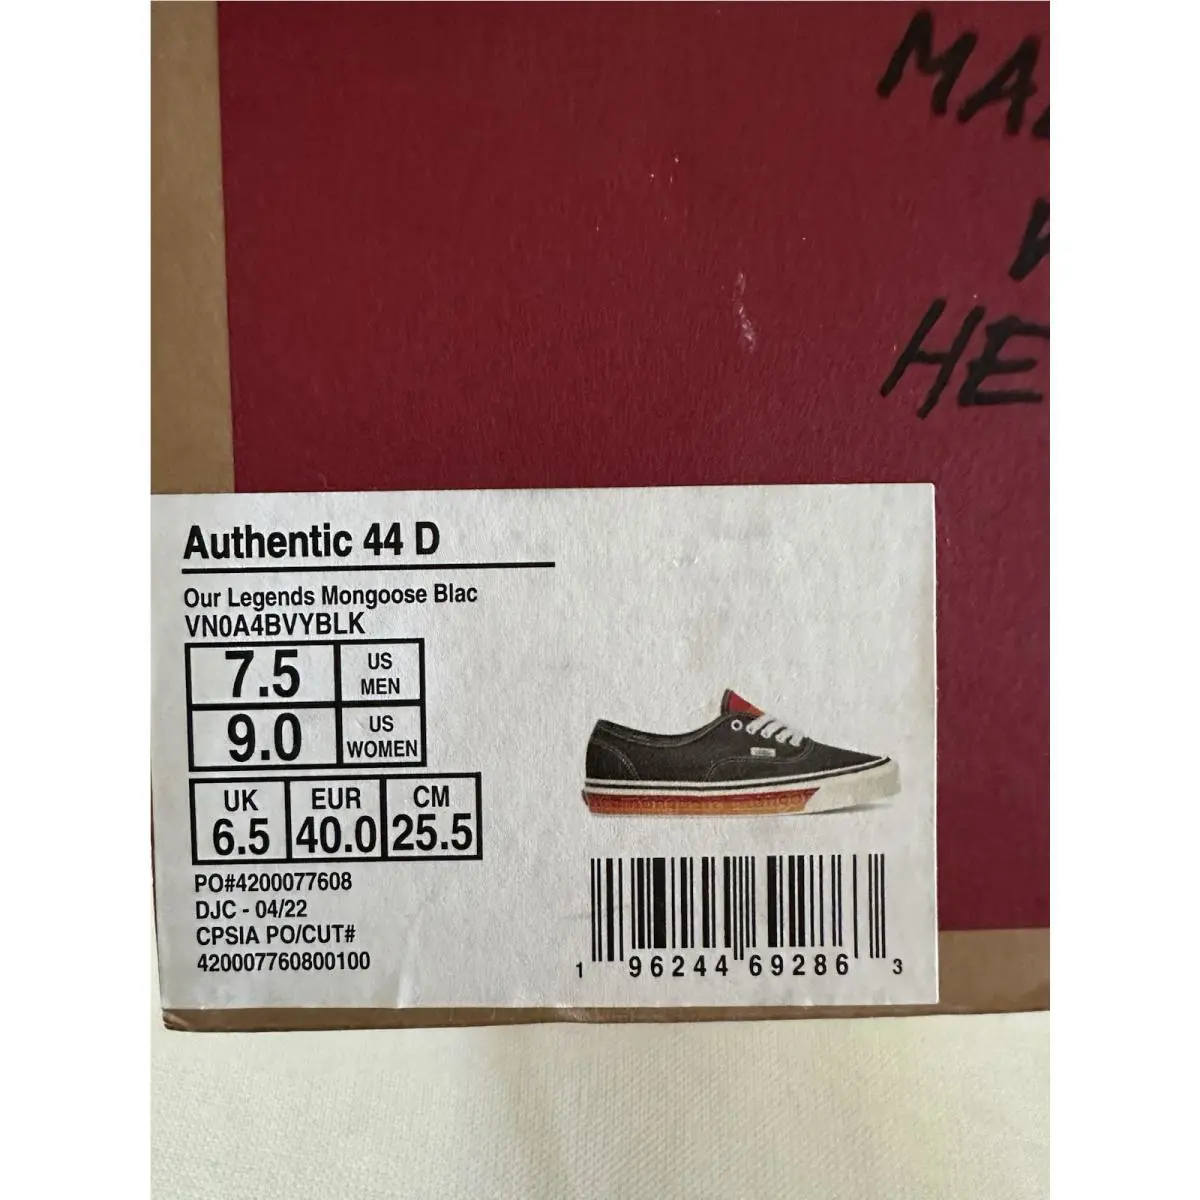 HE
Authentic 44 D
Our Legends Mongoose Blac
VN0A4BVYBLK
7.5 US MEN
9.0 US WOMEN
UK EUR CM
6.5 40.0 25.5
PO#4200077608
DJC - 04/22
CPSIA PO/CUT#
420007760800100
1 96244 69286 3